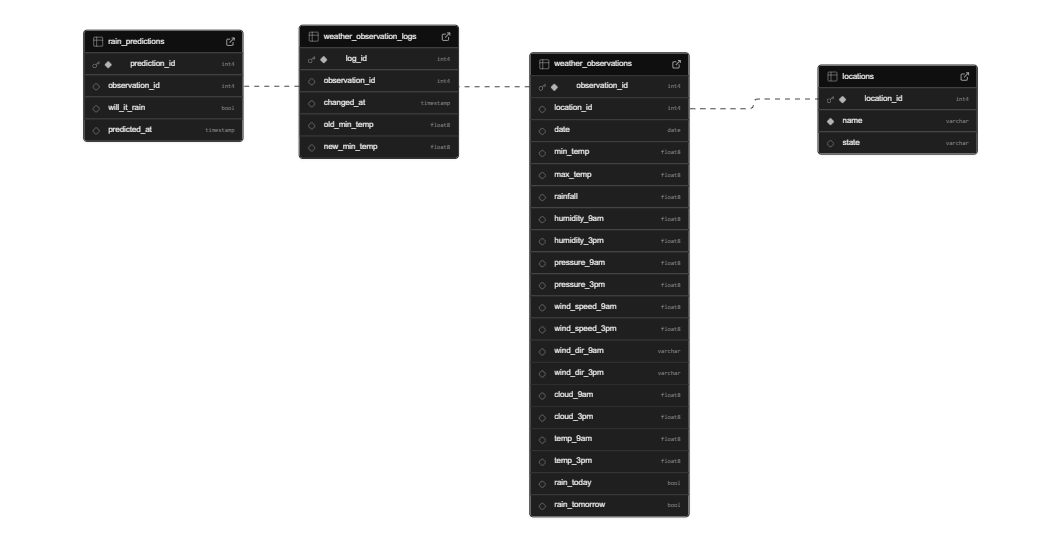 rain_predictions
prediction_id int4
observation_id int4
will_it_rain bool
predicted_at timestamp
weather_observation_logs
log_id int4
observation_id int4
changed_at timestamp
old_min_temp float8
new_min_temp float8
weather_observations
observation_id int4
location_id int4
date date
min_temp float8
max_temp float8
rainfall float8
humidity_9am float8
humidity_3pm float8
pressure_9am float8
pressure_3pm float8
wind_speed_9am float8
wind_speed_3pm float8
wind_dir_9am varchar
wind_dir_3pm varchar
cloud_9am float8
cloud_3pm float8
temp_9am float8
temp_3pm float8
rain_today bool
rain_tomorrow bool
locations
location_id int4
name varchar
state varchar